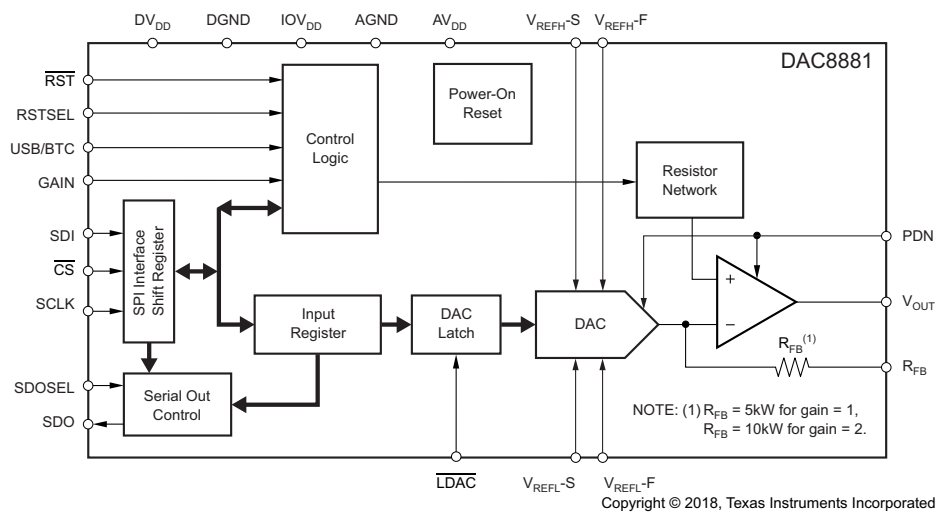 DV_DD DGND IOV_DD AGND AV_DD V_REFH-S V_REFH-F
DAC8881
R̅S̅T̅
RSTSEL
USB/BTC
GAIN
Control
Logic
Power-On
Reset
Resistor
Network
SDI
C̅S̅
SCLK
SPI Interface
Shift Register
PDN
Input
Register
DAC
Latch
DAC
+
–
V_OUT
R_FB(1)
R_FB
SDOSEL
SDO
Serial Out
Control
NOTE: (1) R_FB = 5kW for gain = 1,
R_FB = 10kW for gain = 2.
L̅D̅A̅C̅ V_REFL-S V_REFL-F
Copyright © 2018, Texas Instruments Incorporated